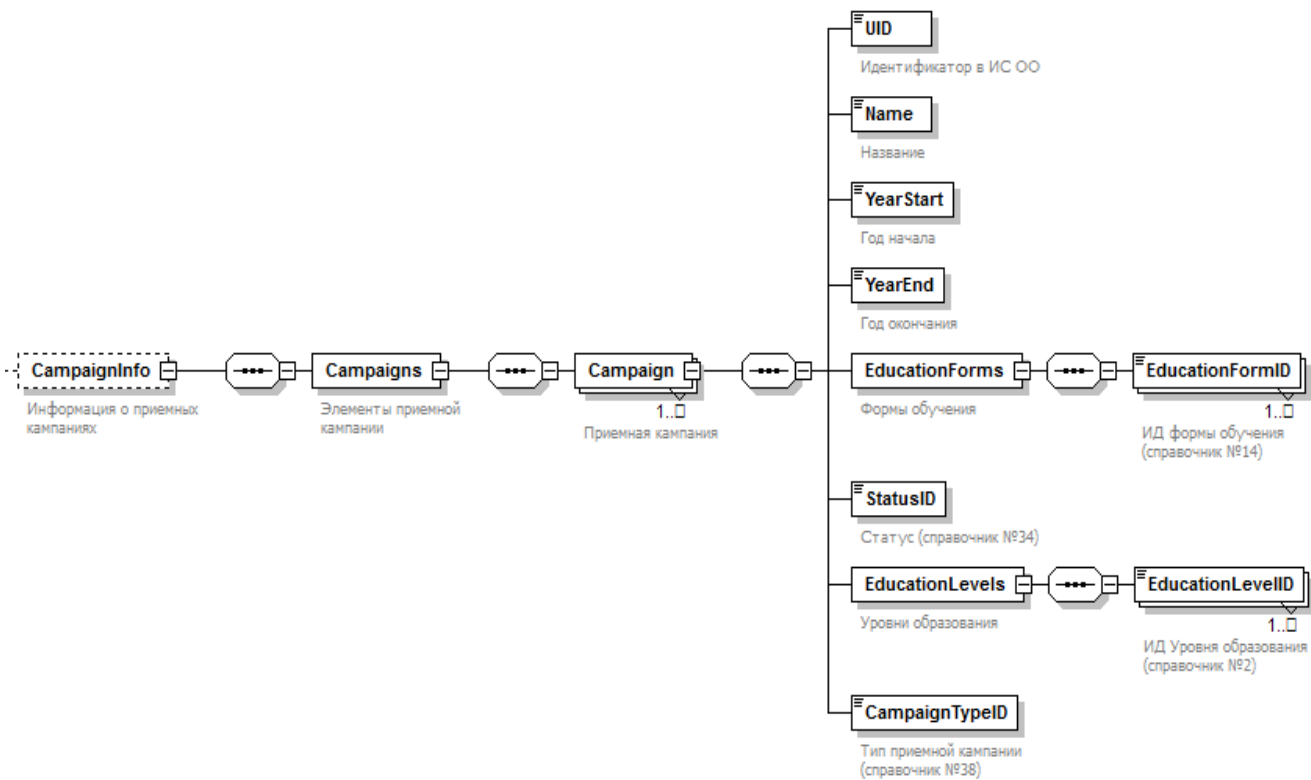 UID
Идентификатор в ИС ОО
Name
Название
YearStart
Год начала
YearEnd
Год окончания
CampaignInfo
Информация о приемных
кампаниях
Campaigns
Элементы приемной
кампании
Campaign
1..□
Приемная кампания
EducationForms
Формы обучения
EducationFormID
1..□
ИД формы обучения
(справочник №14)
StatusID
Статус (справочник №34)
EducationLevels
Уровни образования
EducationLevelID
1..□
ИД Уровня образования
(справочник №2)
CampaignTypeID
Тип приемной кампании
(справочник №38)